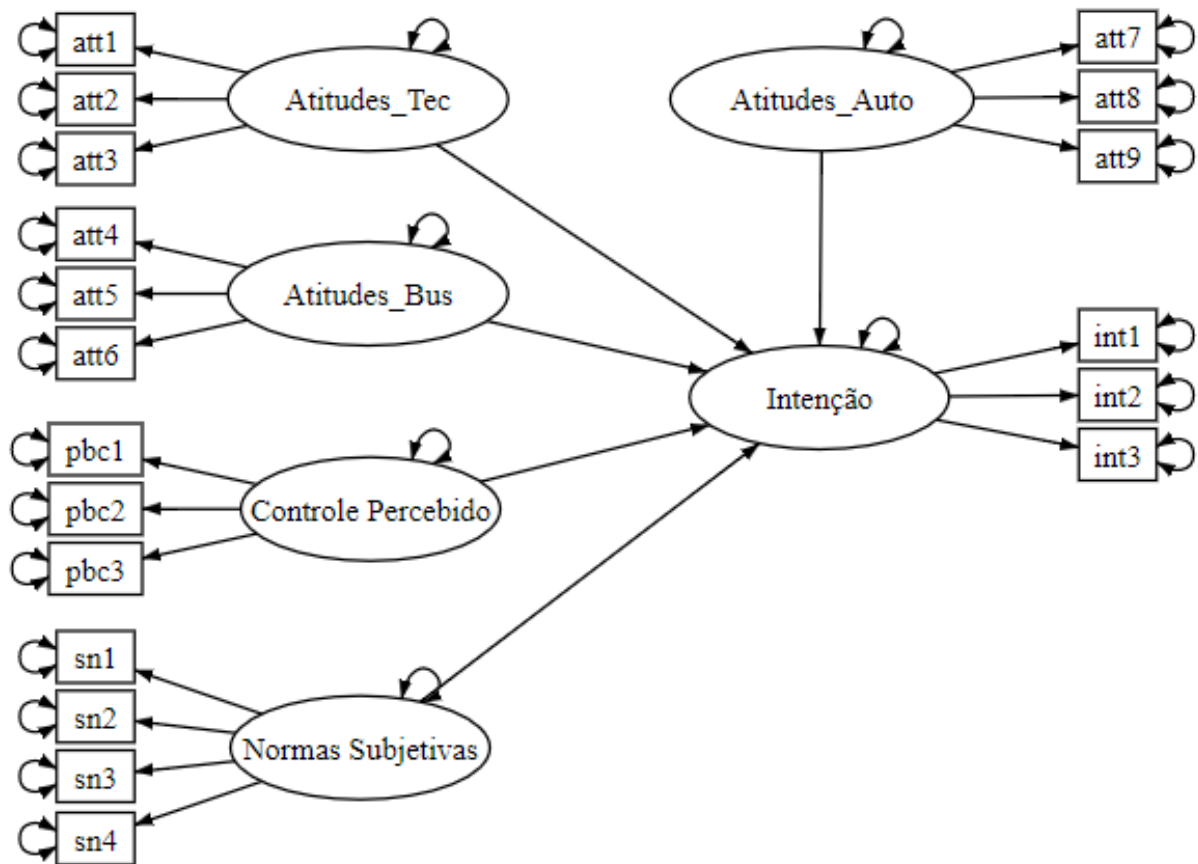 att1
att2
att3
Atitudes_Tec
Atitudes_Auto
att7
att8
att9
att4
att5
att6
Atitudes_Bus
Intenção
int1
int2
int3
pbc1
pbc2
pbc3
Controle Percebido
sn1
sn2
sn3
sn4
Normas Subjetivas